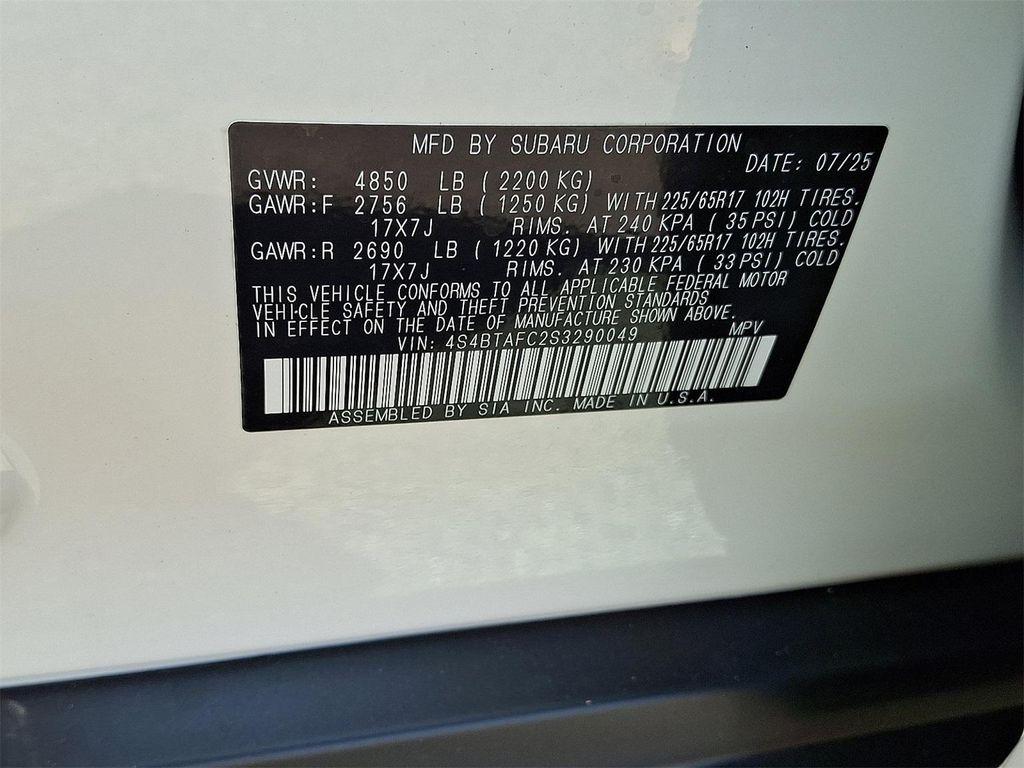 MFD BY SUBARU CORPORATION
DATE: 07/25
GVWR: 4850 LB (2200 KG)
GAWR:F 2756 LB (1250 KG) WITH 225/65R17 102H TIRES.
17X7J RIMS. AT 240 KPA (35 PSI) COLD
GAWR:R 2690 LB (1220 KG) WITH 225/65R17 102H TIRES.
17X7J RIMS. AT 230 KPA (33 PSI) COLD
THIS VEHICLE CONFORMS TO ALL APPLICABLE FEDERAL MOTOR
VEHICLE SAFETY AND THEFT PREVENTION STANDARDS
IN EFFECT ON THE DATE OF MANUFACTURE SHOWN ABOVE.
VIN: 4S4BTAFC2S3290049 MPV
ASSEMBLED BY SIA INC. MADE IN U.S.A.